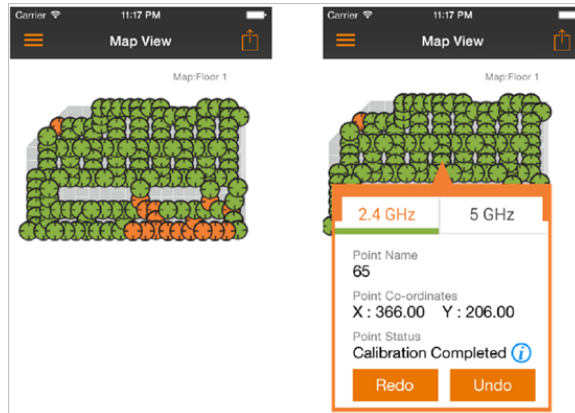 Carrier 11:17 PM
Map View
Map:Floor 1
Carrier 11:17 PM
Map View
Map:Floor 1
2.4 GHz 5 GHz
Point Name
65
Point Co-ordinates
X : 366.00 Y : 206.00
Point Status
Calibration Completed i
Redo Undo